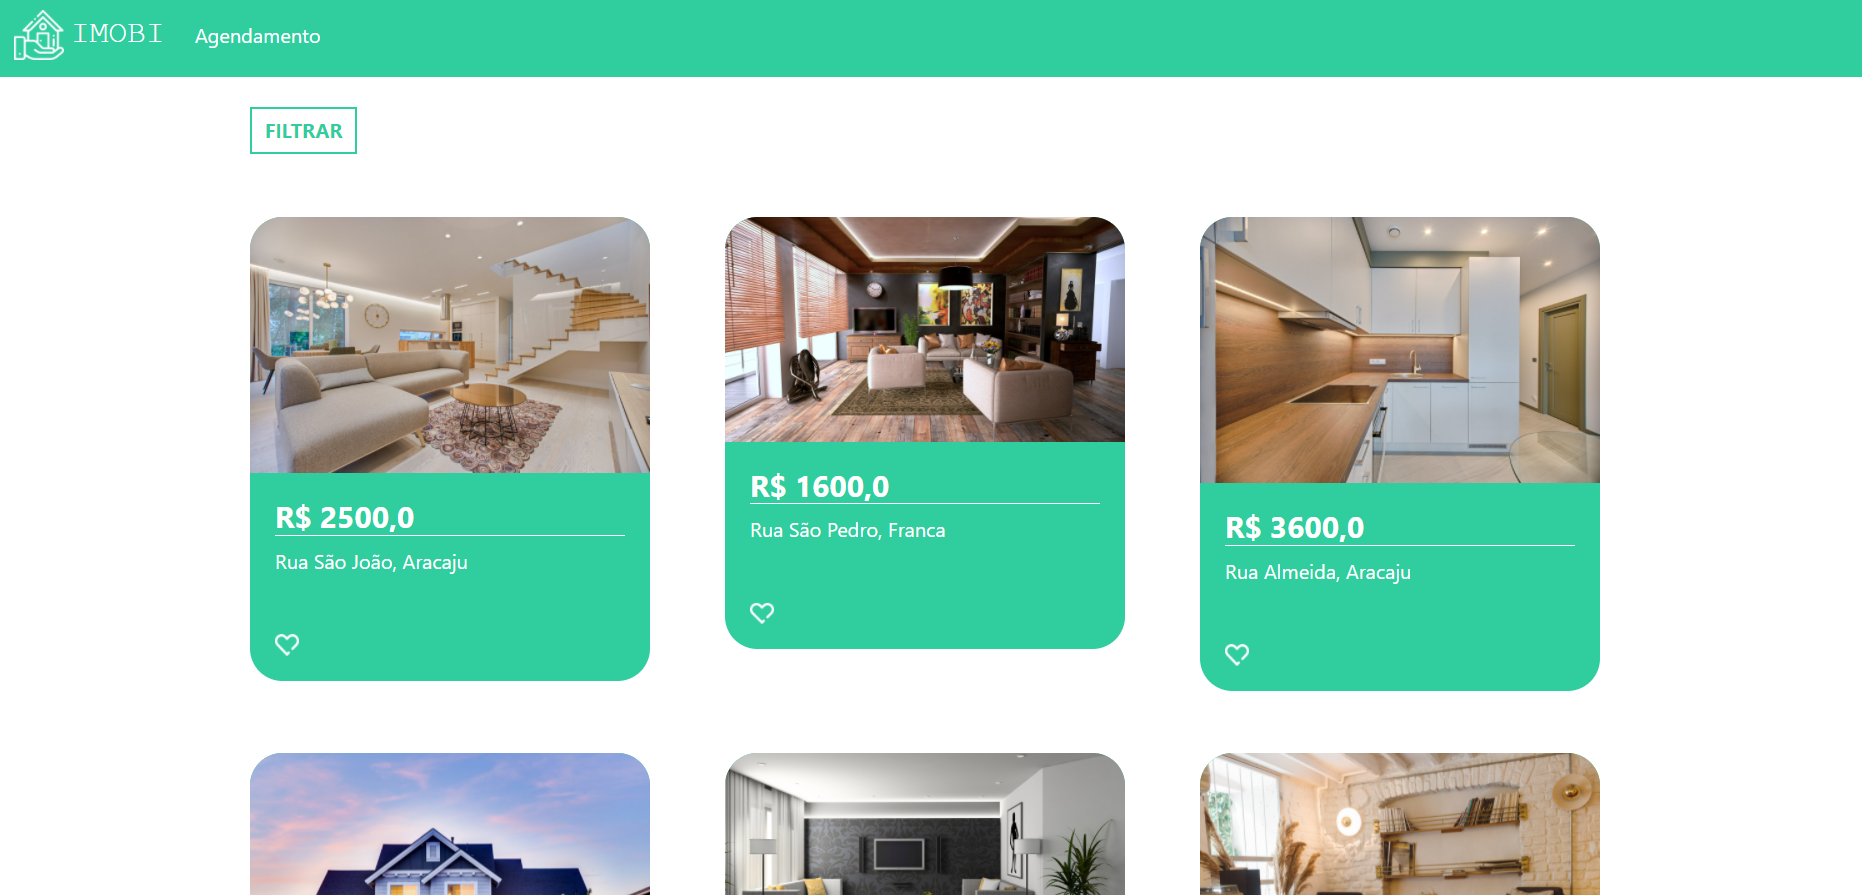 IMOBI
Agendamento
FILTRAR
R$ 2500,0
Rua São João, Aracaju
R$ 1600,0
Rua São Pedro, Franca
R$ 3600,0
Rua Almeida, Aracaju